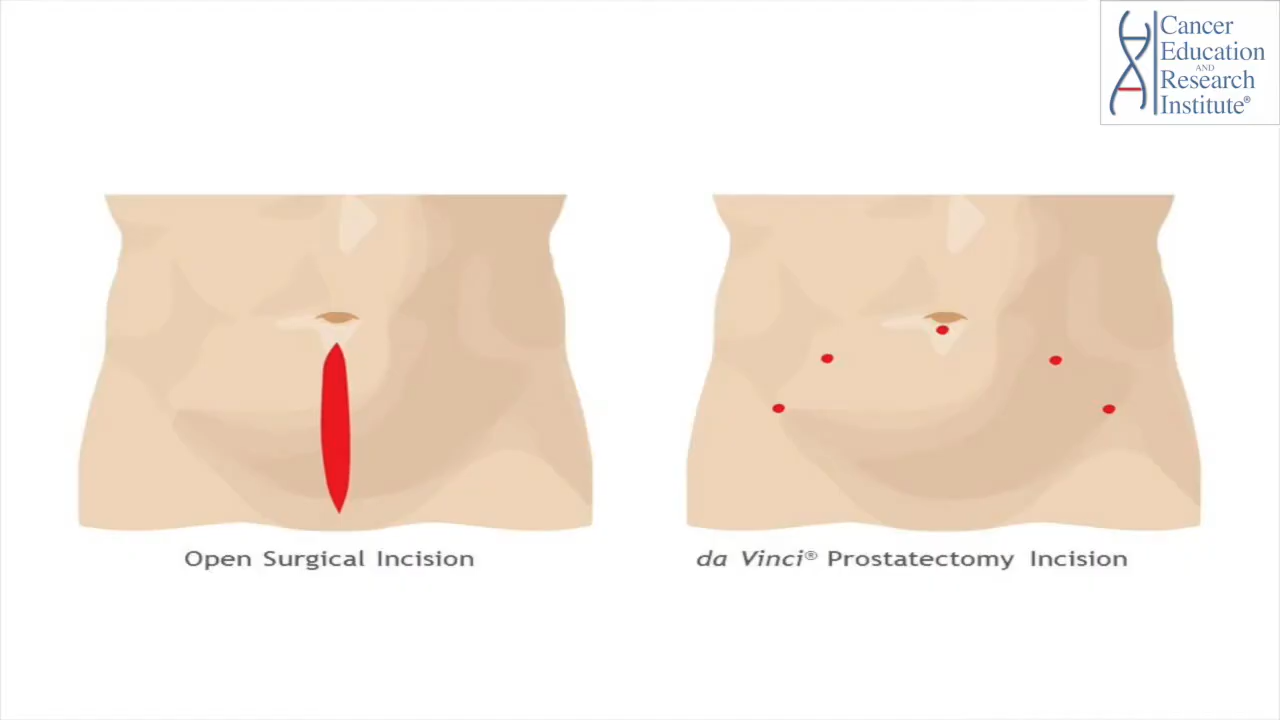 Cancer
Education
AND
Research
Institute®
Open Surgical Incision
da Vinci® Prostatectomy Incision